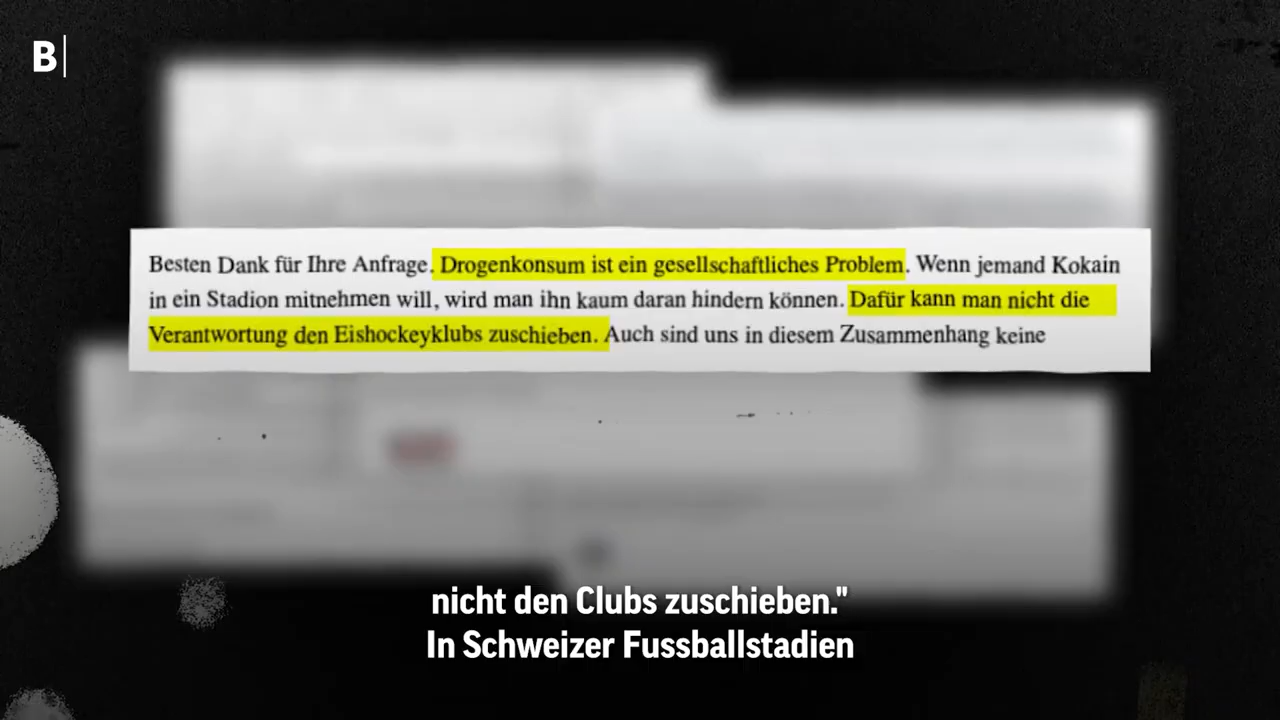 B|
Besten Dank für Ihre Anfrage. Drogenkonsum ist ein gesellschaftliches Problem. Wenn jemand Kokain
in ein Stadion mitnehmen will, wird man ihn kaum daran hindern können. Dafür kann man nicht die
Verantwortung den Eishockeyklubs zuschieben. Auch sind uns in diesem Zusammenhang keine
nicht den Clubs zuschieben."
In Schweizer Fussballstadien